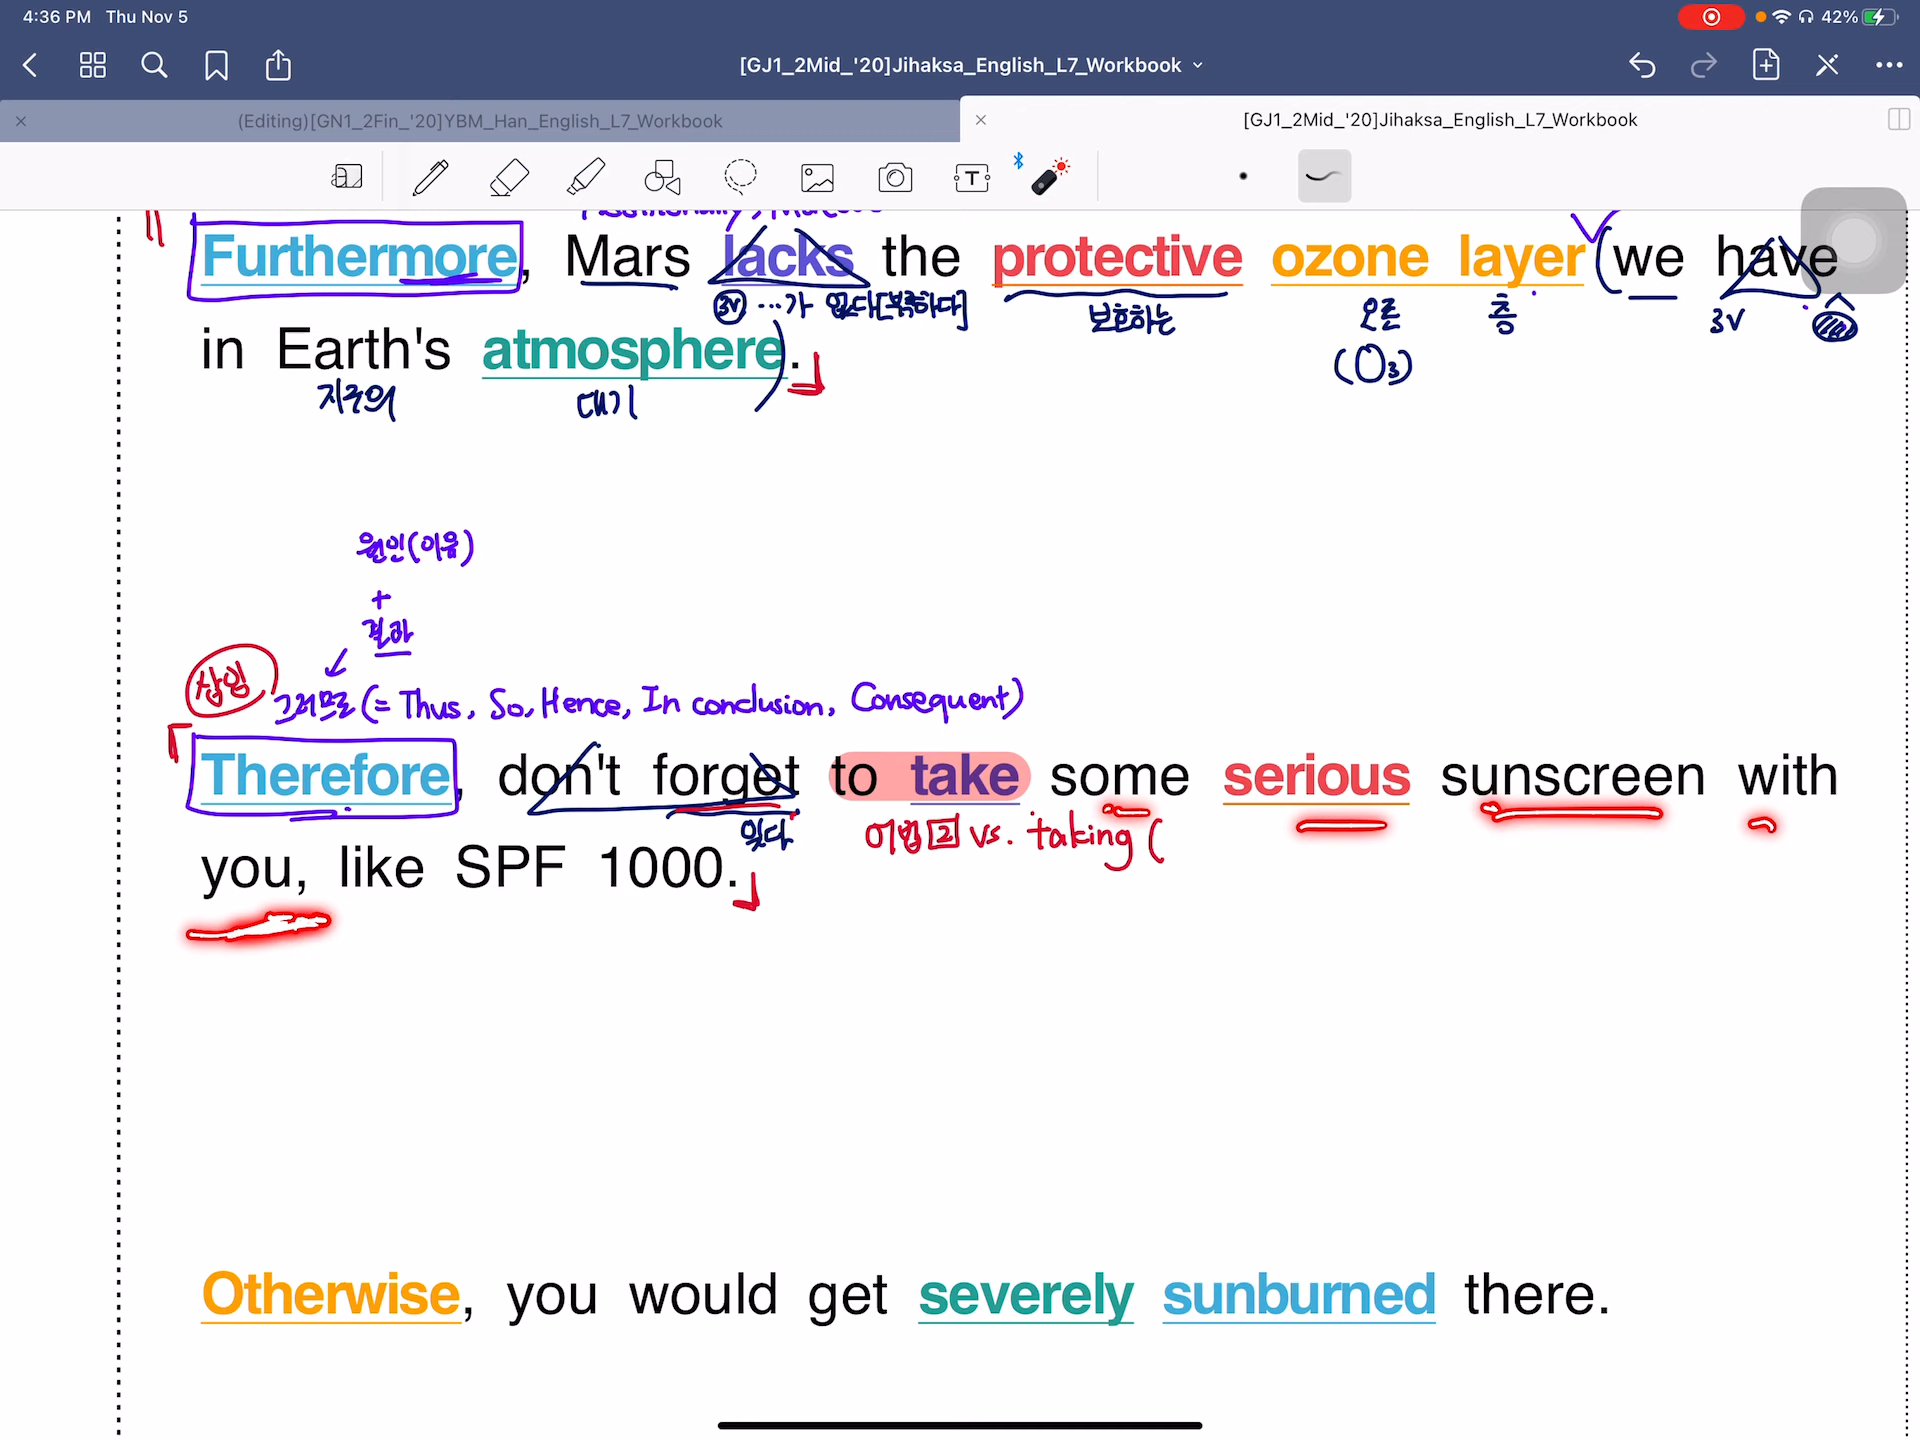 4:36 PM Thu Nov 5
42%
[GJ1_2Mid_'20]Jihaksa_English_L7_Workbook
(Editing)[GN1_2Fin_'20]YBM_Han_English_L7_Workbook
[GJ1_2Mid_'20]Jihaksa_English_L7_Workbook
Furthermore, Mars lacks the protective ozone layer (we have
3V …가 없다[부족하다] 보호하는 오존 층 3V
(O₃)
in Earth's atmosphere).
지구의 대기
원인(이유)
+
결과
삽입
그러므로 (= Thus, So, Hence, In conclusion, Consequent)
Therefore, don't forget to take some serious sunscreen with
잊다 어법 2 vs. taking (
you, like SPF 1000.
Otherwise, you would get severely sunburned there.